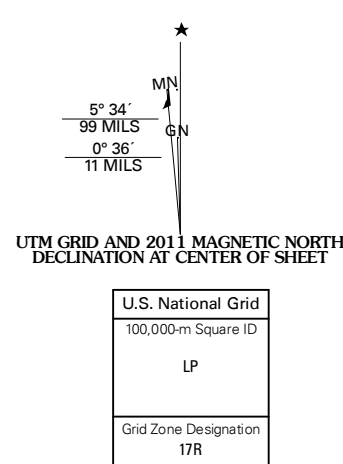 ★
MN
5° 34´
99 MILS
GN
0° 36´
11 MILS
UTM GRID AND 2011 MAGNETIC NORTH
DECLINATION AT CENTER OF SHEET
U.S. National Grid
100,000-m Square ID
LP
Grid Zone Designation
17R